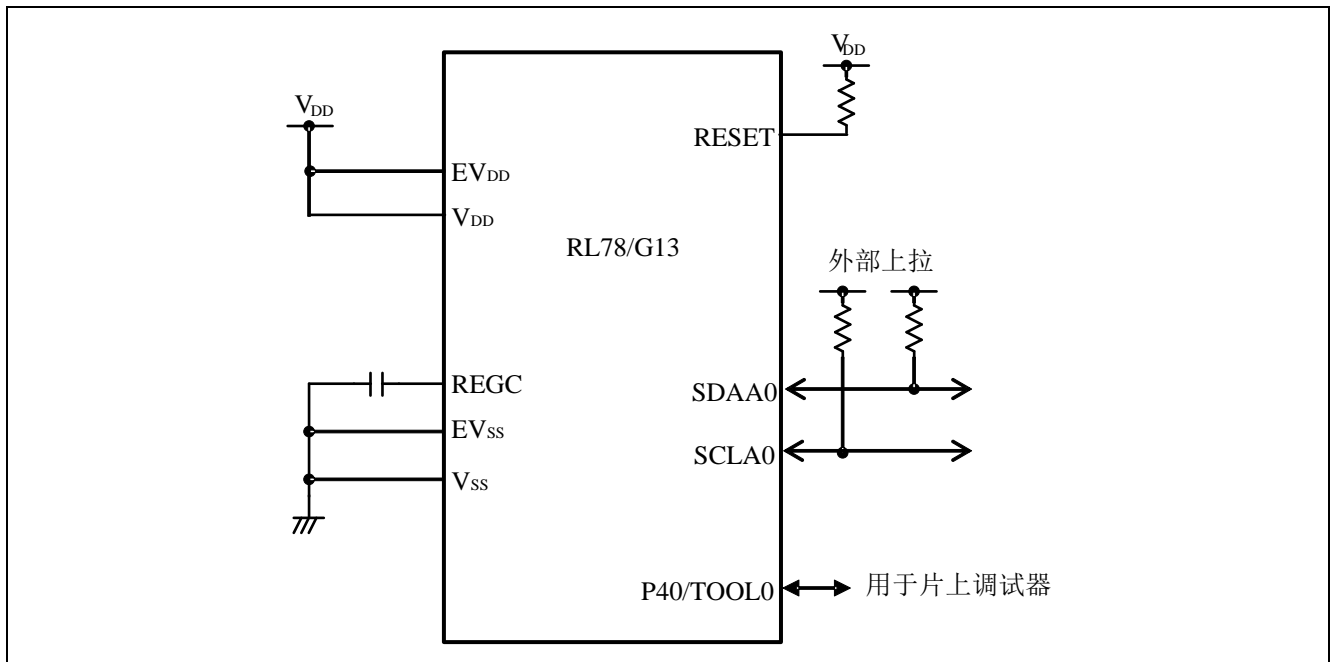 VDD
VDD
RESET
EVDD
VDD
RL78/G13
外部上拉
REGC
SDAA0
EVSS
SCLA0
VSS
P40/TOOL0
用于片上调试器